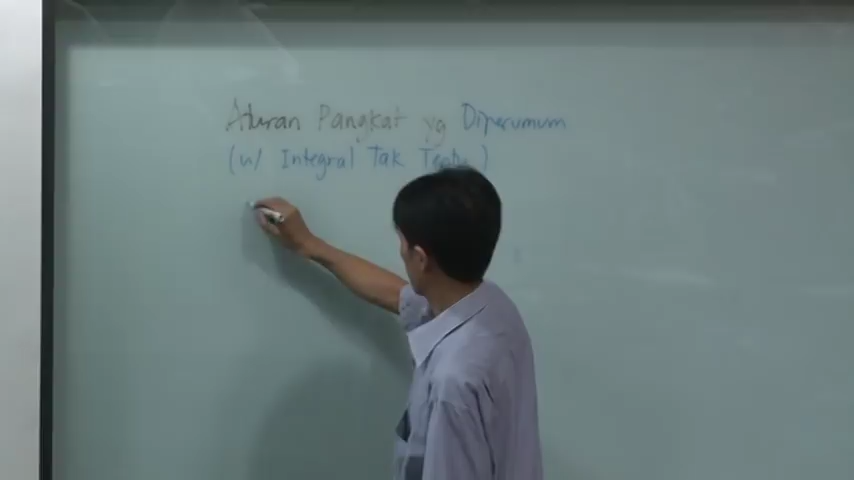 Aturan Pangkat yg Diperumum
(u/ Integral Tak Tentu)